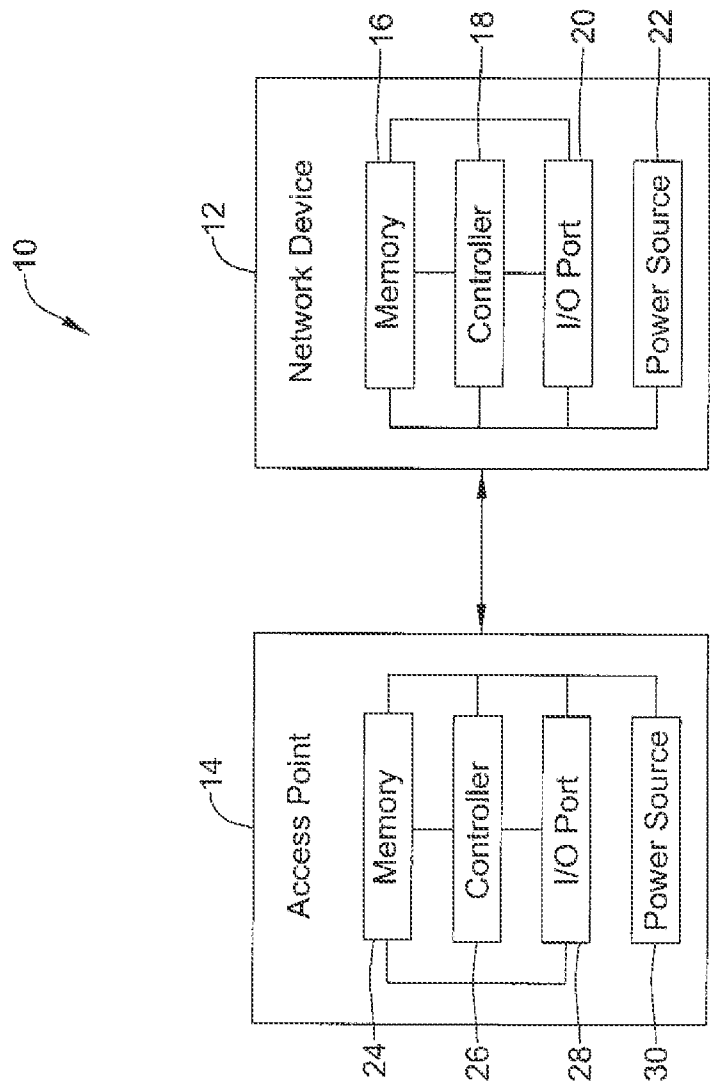 10
14
12
Access Point
Network Device
Memory
Controller
I/O Port
Power Source
24
26
28
30
Memory
Controller
I/O Port
Power Source
16
18
20
22